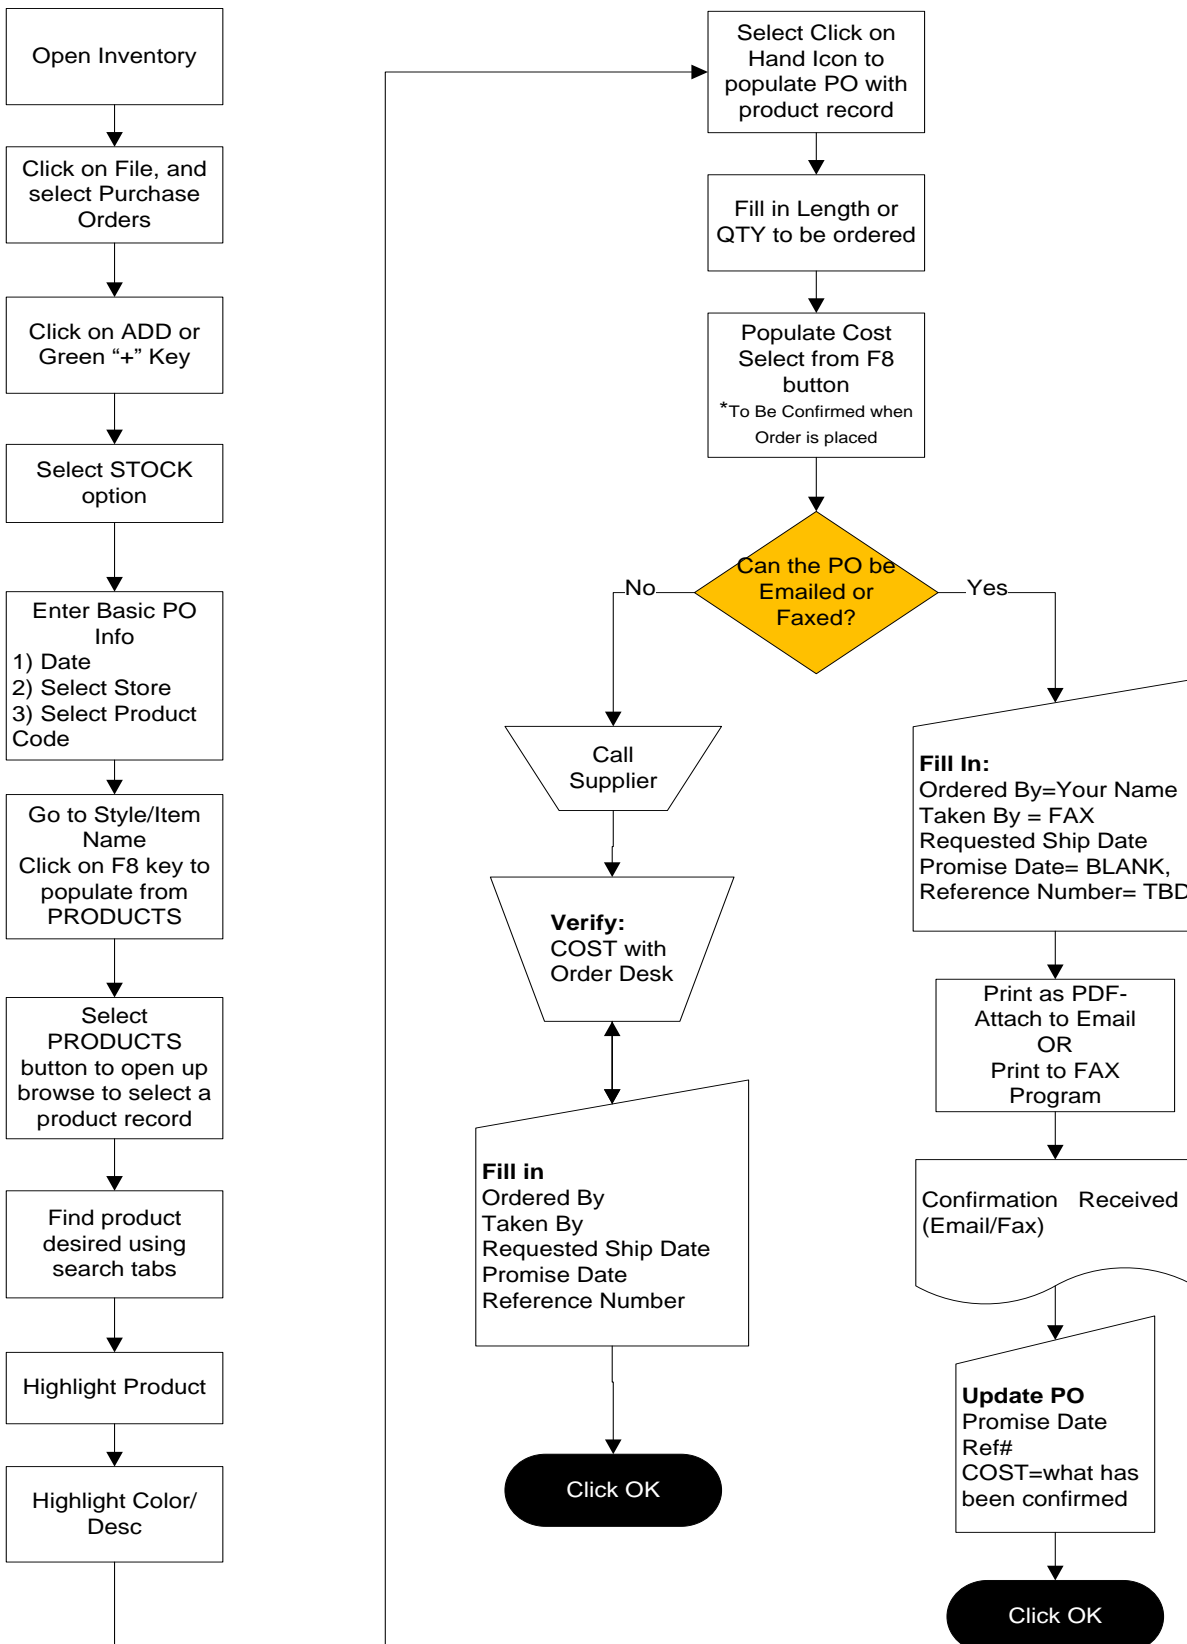 Open Inventory
Click on File, and
select Purchase
Orders
Click on ADD or
Green “+” Key
Select STOCK
option
Enter Basic PO
Info
1) Date
2) Select Store
3) Select Product
Code
Go to Style/Item
Name
Click on F8 key to
populate from
PRODUCTS
Select
PRODUCTS
button to open up
browse to select a
product record
Find product
desired using
search tabs
Highlight Product
Highlight Color/
Desc
Select Click on
Hand Icon to
populate PO with
product record
Fill in Length or
QTY to be ordered
Populate Cost
Select from F8
button
*To Be Confirmed when
Order is placed
Can the PO be
Emailed or
Faxed?
No
Yes
Call
Supplier
Verify:
COST with
Order Desk
Fill in
Ordered By
Taken By
Requested Ship Date
Promise Date
Reference Number
Click OK
Fill In:
Ordered By=Your Name
Taken By = FAX
Requested Ship Date
Promise Date= BLANK,
Reference Number= TBD
Print as PDF-
Attach to Email
OR
Print to FAX
Program
Confirmation Received
(Email/Fax)
Update PO
Promise Date
Ref#
COST=what has
been confirmed
Click OK